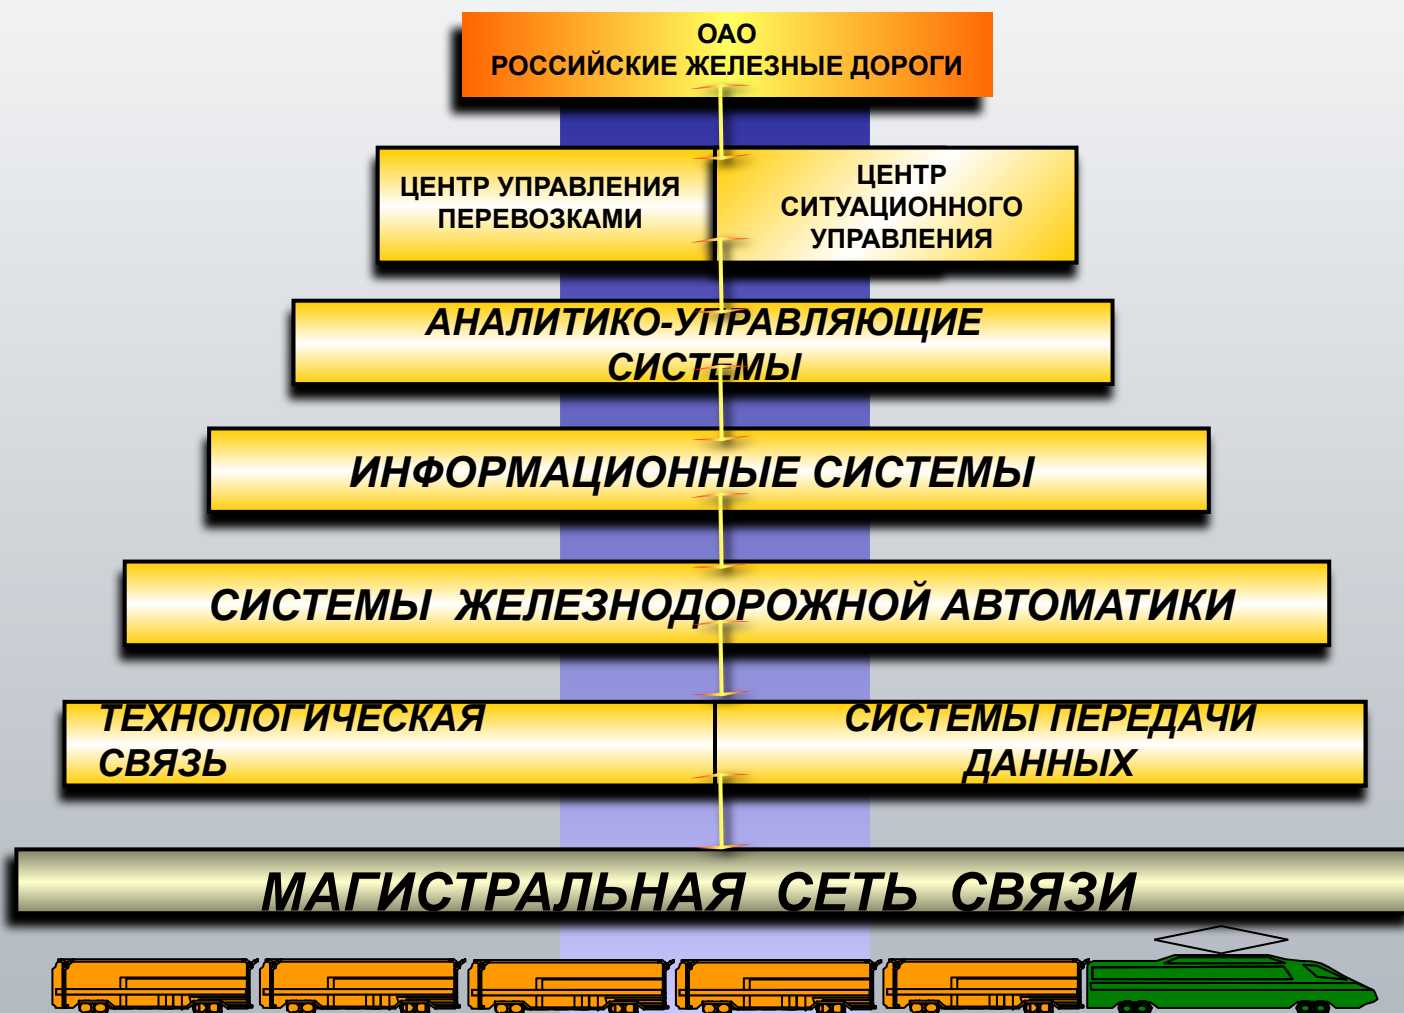 ОАО
РОССИЙСКИЕ ЖЕЛЕЗНЫЕ ДОРОГИ
ЦЕНТР УПРАВЛЕНИЯ
ПЕРЕВОЗКАМИ
ЦЕНТР
СИТУАЦИОННОГО
УПРАВЛЕНИЯ
АНАЛИТИКО-УПРАВЛЯЮЩИЕ
СИСТЕМЫ
ИНФОРМАЦИОННЫЕ СИСТЕМЫ
СИСТЕМЫ ЖЕЛЕЗНОДОРОЖНОЙ АВТОМАТИКИ
ТЕХНОЛОГИЧЕСКАЯ
СВЯЗЬ
СИСТЕМЫ ПЕРЕДАЧИ
ДАННЫХ
МАГИСТРАЛЬНАЯ СЕТЬ СВЯЗИ